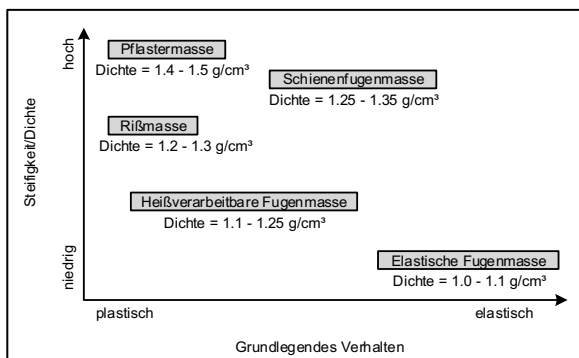 hoch
Steifigkeit/Dichte
niedrig
Pflastermasse
Dichte = 1.4 - 1.5 g/cm³
Schienenfugenmasse
Dichte = 1.25 - 1.35 g/cm³
Rißmasse
Dichte = 1.2 - 1.3 g/cm³
Heißverarbeitbare Fugenmasse
Dichte = 1.1 - 1.25 g/cm³
Elastische Fugenmasse
Dichte = 1.0 - 1.1 g/cm³
plastisch
elastisch
Grundlegendes Verhalten